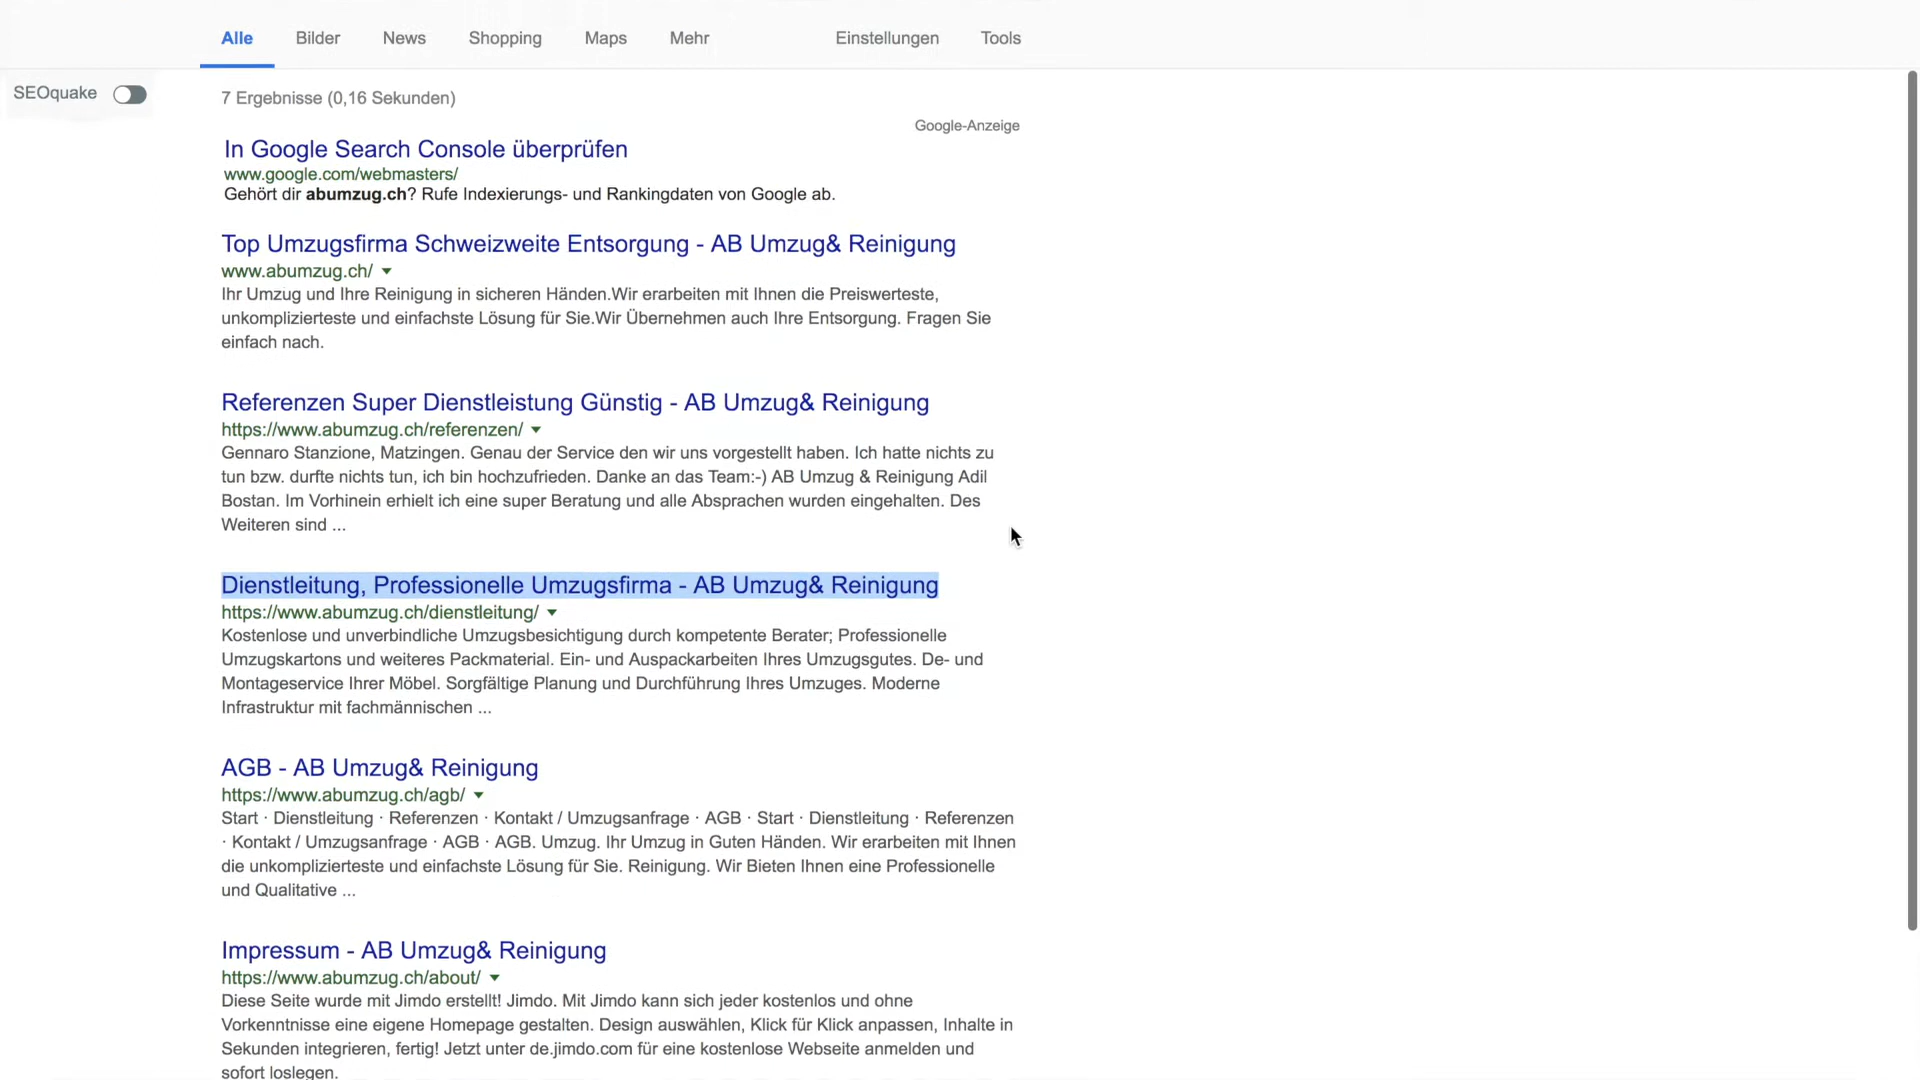 Alle Bilder News Shopping Maps Mehr Einstellungen Tools
SEOquake
7 Ergebnisse (0,16 Sekunden)
Google-Anzeige
In Google Search Console überprüfen
www.google.com/webmasters/
Gehört dir abumzug.ch? Rufe Indexierungs- und Rankingdaten von Google ab.
Top Umzugsfirma Schweizweite Entsorgung - AB Umzug& Reinigung
www.abumzug.ch/
Ihr Umzug und Ihre Reinigung in sicheren Händen.Wir erarbeiten mit Ihnen die Preiswerteste,
unkomplizierteste und einfachste Lösung für Sie.Wir Übernehmen auch Ihre Entsorgung. Fragen Sie
einfach nach.
Referenzen Super Dienstleistung Günstig - AB Umzug& Reinigung
https://www.abumzug.ch/referenzen/
Gennaro Stanzione, Matzingen. Genau der Service den wir uns vorgestellt haben. Ich hatte nichts zu
tun bzw. durfte nichts tun, ich bin hochzufrieden. Danke an das Team:-) AB Umzug & Reinigung Adil
Bostan. Im Vorhinein erhielt ich eine super Beratung und alle Absprachen wurden eingehalten. Des
Weiteren sind ...
Dienstleitung, Professionelle Umzugsfirma - AB Umzug& Reinigung
https://www.abumzug.ch/dienstleitung/
Kostenlose und unverbindliche Umzugsbesichtigung durch kompetente Berater; Professionelle
Umzugskartons und weiteres Packmaterial. Ein- und Auspackarbeiten Ihres Umzugsgutes. De- und
Montageservice Ihrer Möbel. Sorgfältige Planung und Durchführung Ihres Umzuges. Moderne
Infrastruktur mit fachmännischen ...
AGB - AB Umzug& Reinigung
https://www.abumzug.ch/agb/
Start · Dienstleitung · Referenzen · Kontakt / Umzugsanfrage · AGB · Start · Dienstleitung · Referenzen
· Kontakt / Umzugsanfrage · AGB · AGB. Umzug. Ihr Umzug in Guten Händen. Wir erarbeiten mit Ihnen
die unkomplizierteste und einfachste Lösung für Sie. Reinigung. Wir Bieten Ihnen eine Professionelle
und Qualitative ...
Impressum - AB Umzug& Reinigung
https://www.abumzug.ch/about/
Diese Seite wurde mit Jimdo erstellt! Jimdo. Mit Jimdo kann sich jeder kostenlos und ohne
Vorkenntnisse eine eigene Homepage gestalten. Design auswählen, Klick für Klick anpassen, Inhalte in
Sekunden integrieren, fertig! Jetzt unter de.jimdo.com für eine kostenlose Webseite anmelden und
sofort loslegen.